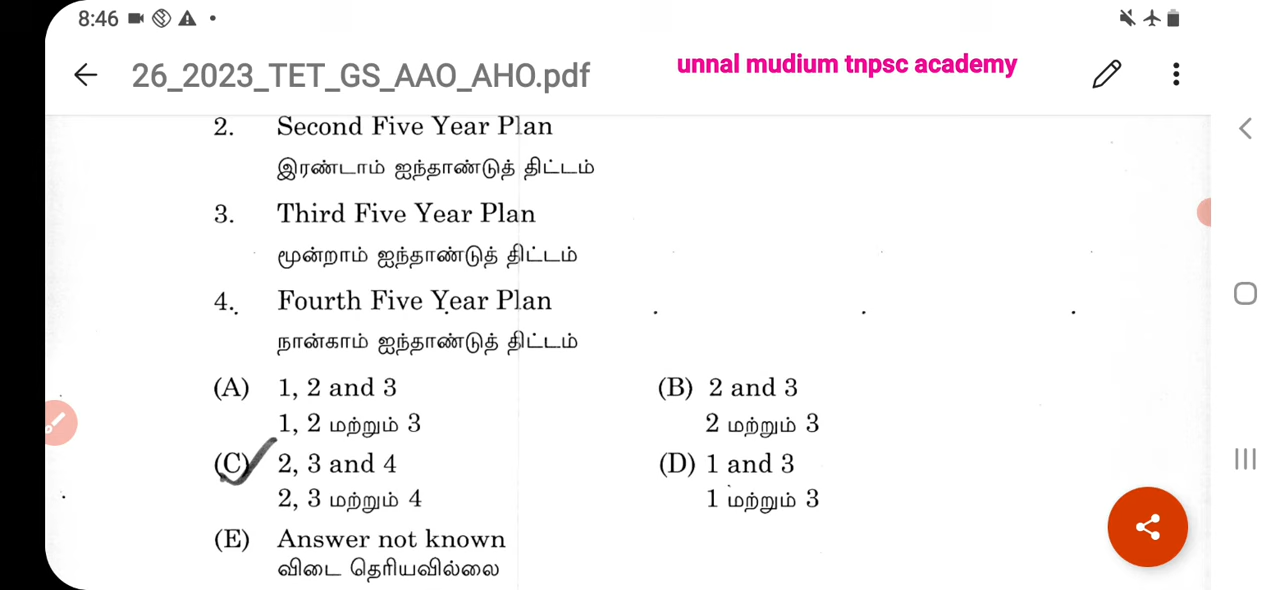 8:46
26_2023_TET_GS_AAO_AHO.pdf
unnal mudium tnpsc academy
2. Second Five Year Plan
இரண்டாம் ஐந்தாண்டுத் திட்டம்
3. Third Five Year Plan
மூன்றாம் ஐந்தாண்டுத் திட்டம்
4. Fourth Five Year Plan
நான்காம் ஐந்தாண்டுத் திட்டம்
(A) 1, 2 and 3 (B) 2 and 3
1, 2 மற்றும் 3 2 மற்றும் 3
(C) 2, 3 and 4 (D) 1 and 3
2, 3 மற்றும் 4 1 மற்றும் 3
(E) Answer not known
விடை தெரியவில்லை